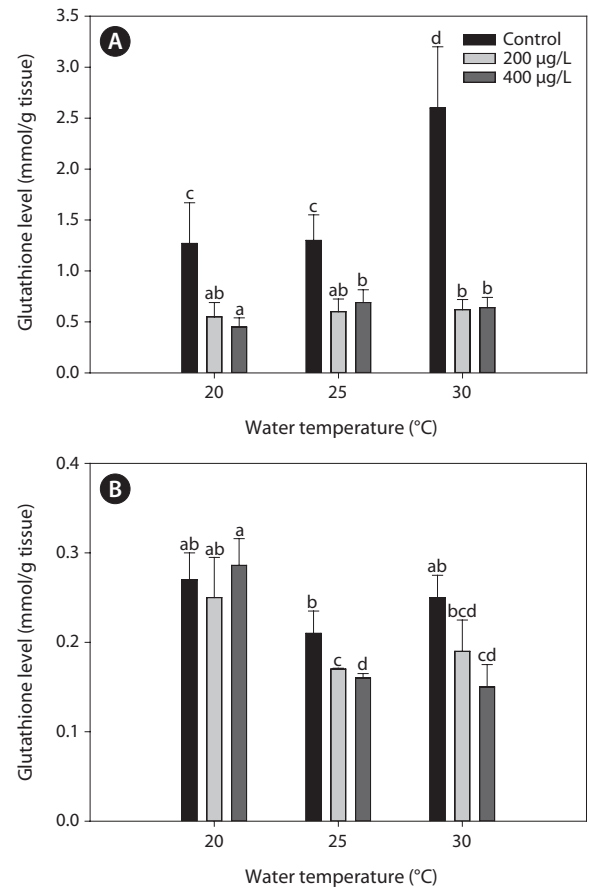 A
Glutathione level (mmol/g tissue)
3.5
3.0
2.5
2.0
1.5
1.0
0.5
0.0
Control
200 µg/L
400 µg/L
c
ab
a
c
ab
b
d
b
b
20
25
30
Water temperature (°C)
B
Glutathione level (mmol/g tissue)
0.4
0.3
0.2
0.1
0.0
ab
ab
a
b
c
d
ab
bcd
cd
20
25
30
Water temperature (°C)